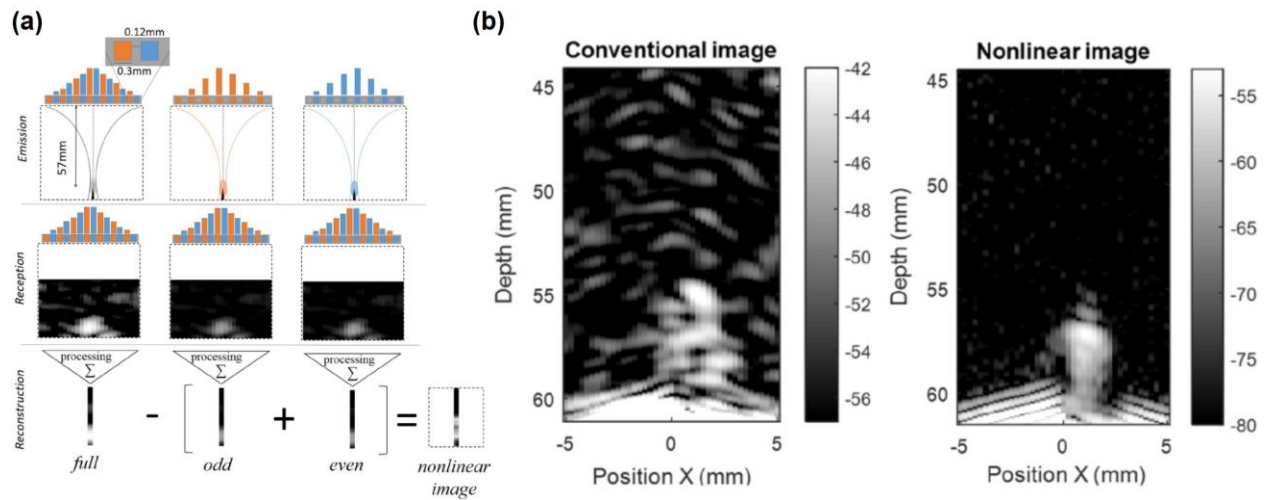 (a)
0.12mm
0.3mm
Emission
57mm
Reception
Reconstruction
processing
Σ
processing
Σ
processing
Σ
- [ + ] =
full
odd
even
nonlinear
image
(b)
Conventional image
Depth (mm)
45
50
55
60
-5
0
5
Position X (mm)
-42
-44
-46
-48
-50
-52
-54
-56
Nonlinear image
Depth (mm)
45
50
55
60
-5
0
5
Position X (mm)
-55
-60
-65
-70
-75
-80